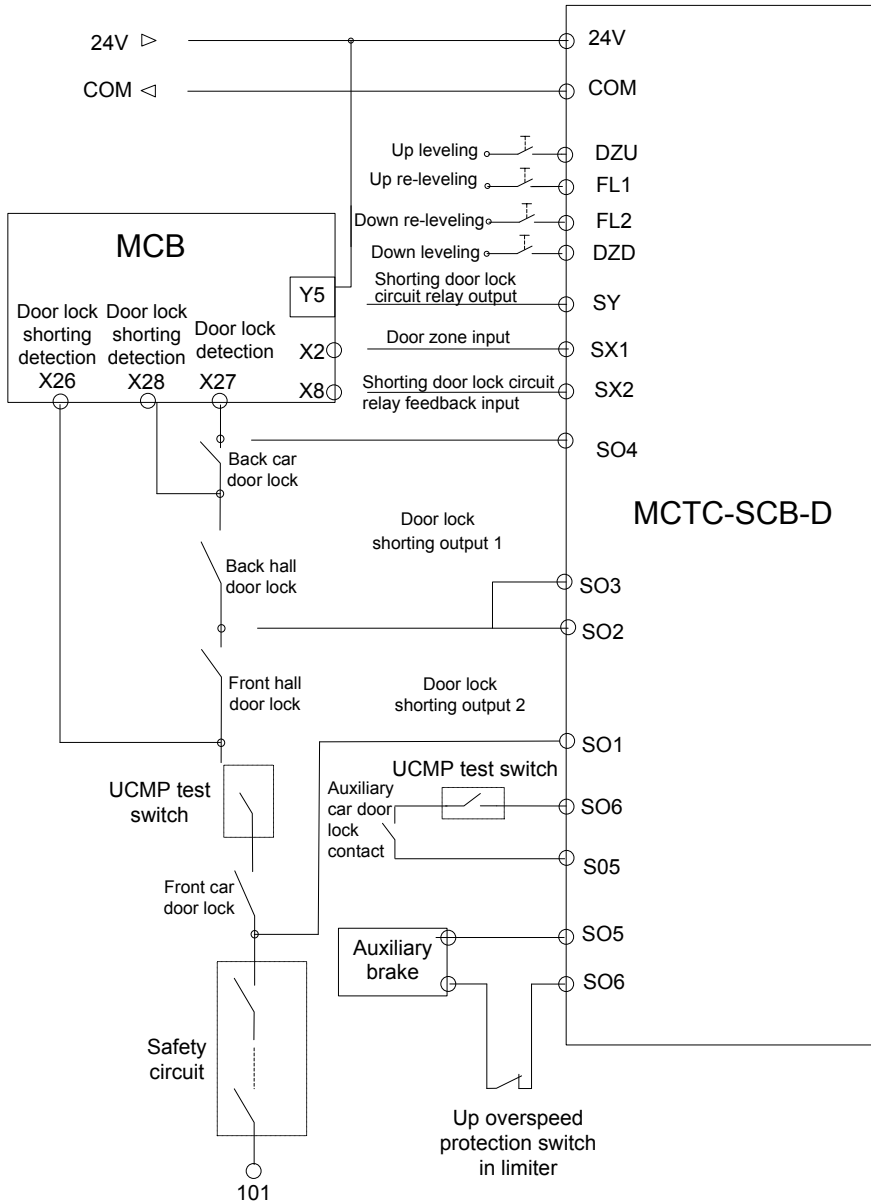 24V
24V
COM
COM
Up leveling
DZU
Up re-leveling
FL1
Down re-leveling
FL2
Down leveling
DZD
MCB
Y5
Shorting door lock
circuit relay output
SY
Door lock
shorting
detection
X26
Door lock
shorting
detection
X28
Door lock
detection
X27
X2
Door zone input
SX1
X8
Shorting door lock circuit
relay feedback input
SX2
SO4
Back car
door lock
MCTC-SCB-D
Door lock
shorting output 1
Back hall
door lock
SO3
SO2
Front hall
door lock
Door lock
shorting output 2
SO1
UCMP test
switch
UCMP test switch
Auxiliary
car door
lock
contact
SO6
S05
Front car
door lock
Auxiliary
brake
SO5
SO6
Safety
circuit
Up overspeed
protection switch
in limiter
101